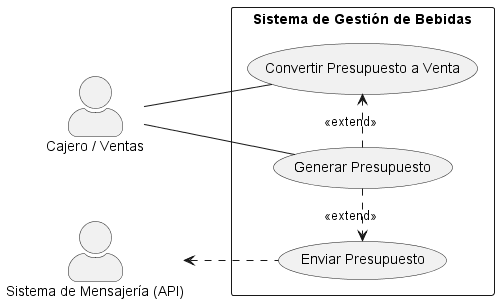 Sistema de Gestión de Bebidas
Convertir Presupuesto a Venta
«extend»
Cajero / Ventas
Generar Presupuesto
«extend»
Enviar Presupuesto
Sistema de Mensajería (API)